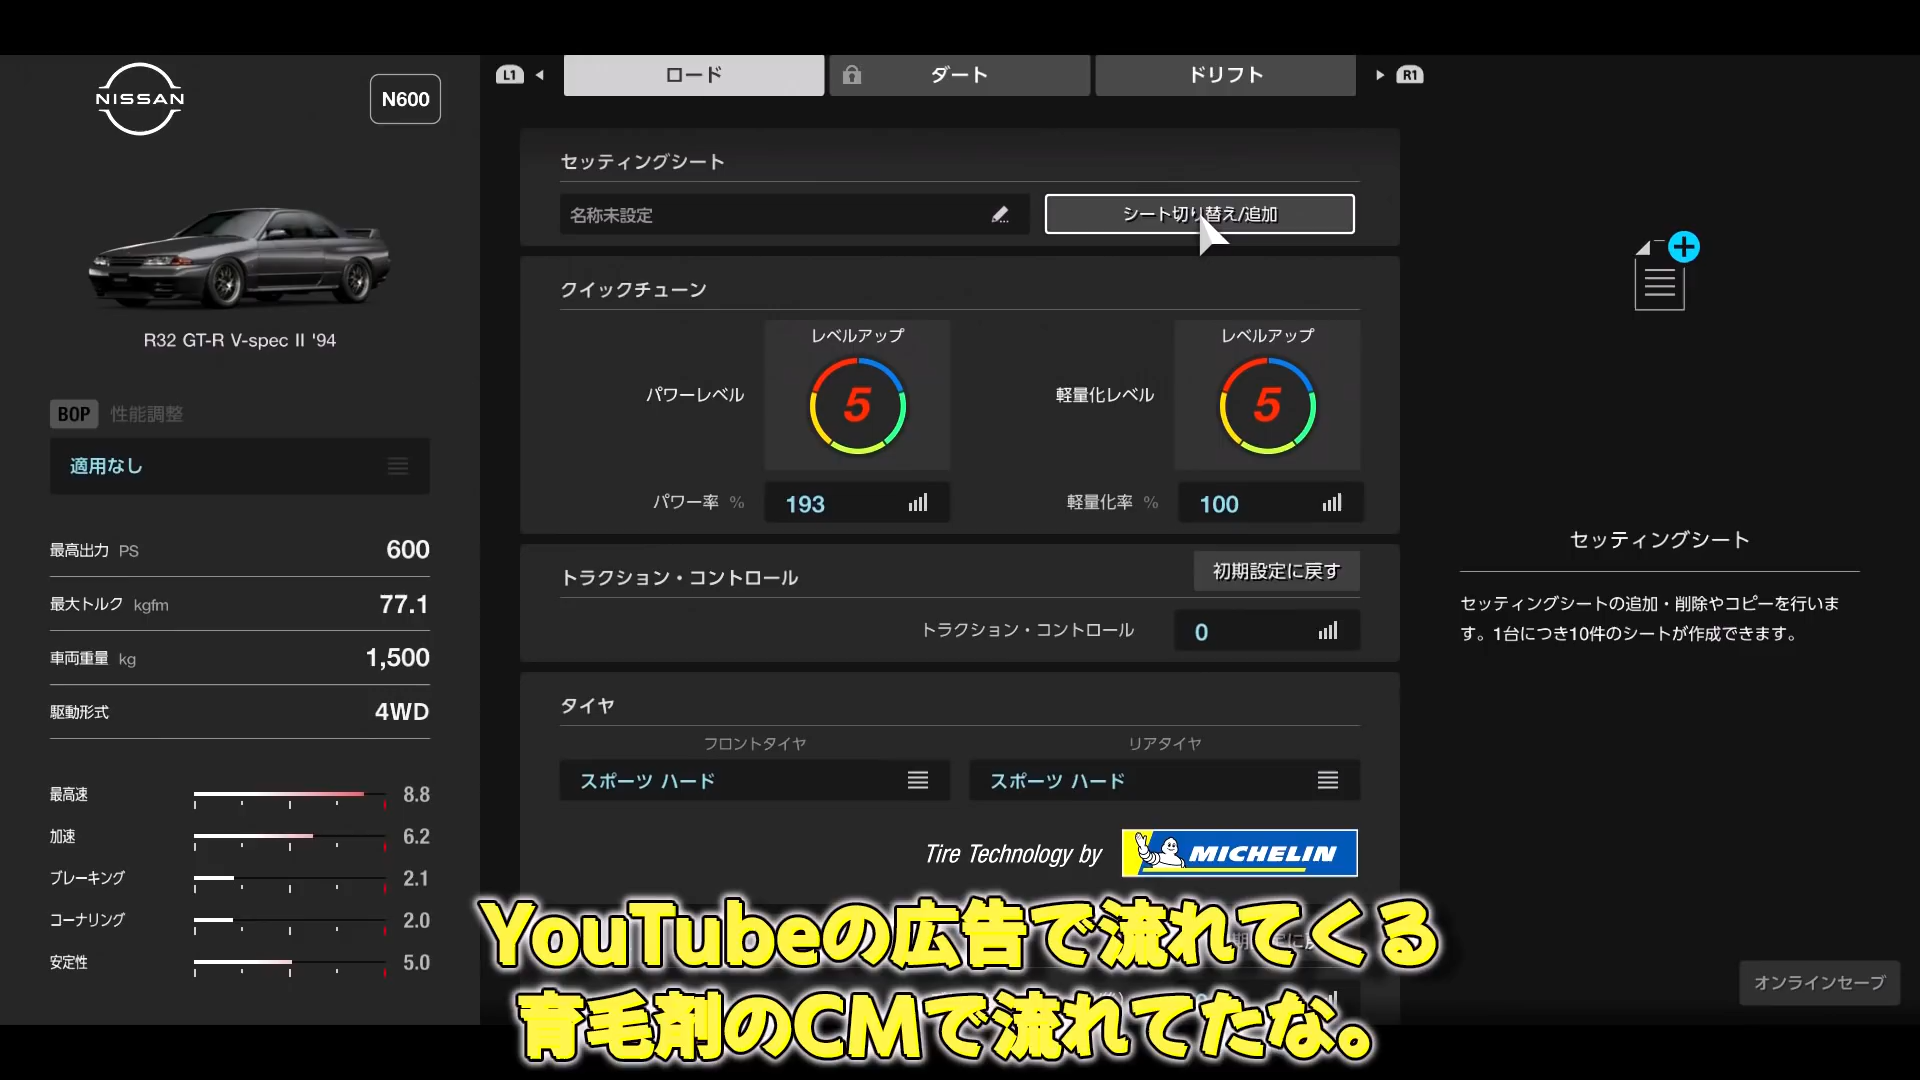 NISSAN
N600
R32 GT-R V-spec II '94
BOP 性能調整
適用なし
最高出力 PS 600
最大トルク kgfm 77.1
車両重量 kg 1,500
駆動形式 4WD
最高速 8.8
加速 6.2
ブレーキング 2.1
コーナリング 2.0
安定性 5.0
L1 ロード ダート ドリフト R1
セッティングシート
名称未設定 シート切り替え/追加
クイックチューン
レベルアップ レベルアップ
パワーレベル 5 軽量化レベル 5
パワー率 % 193 軽量化率 % 100
トラクション・コントロール 初期設定に戻す
トラクション・コントロール 0
タイヤ
フロントタイヤ リアタイヤ
スポーツ ハード スポーツ ハード
Tire Technology by MICHELIN
セッティングシート
セッティングシートの追加・削除やコピーを行いま
す。1台につき10件のシートが作成できます。
オンラインセーブ
YouTubeの広告で流れてくる
育毛剤のCMで流れてたな。